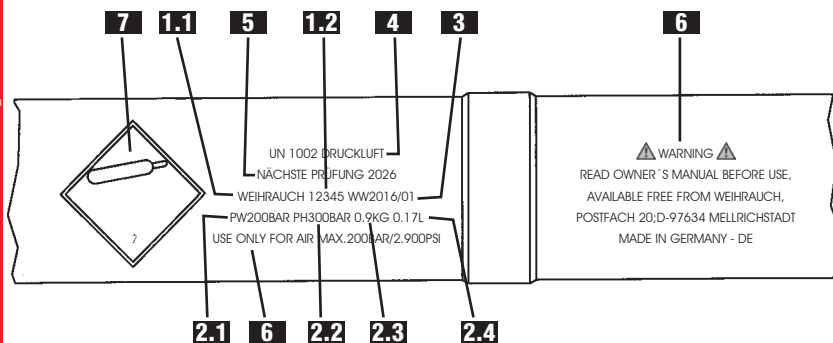 7 1.1 5 1.2 4 3 6
UN 1002 DRUCKLUFT
NÄCHSTE PRÜFUNG 2026
WEIHRAUCH 12345 WW2016/01
PW200BAR PH300BAR 0.9KG 0.17L
USE ONLY FOR AIR MAX.200BAR/2.900PSI
2
WARNING
READ OWNER´S MANUAL BEFORE USE,
AVAILABLE FREE FROM WEIHRAUCH,
POSTFACH 20;D-97634 MELLRICHSTADT
MADE IN GERMANY - DE
2.1 6 2.2 2.3 2.4